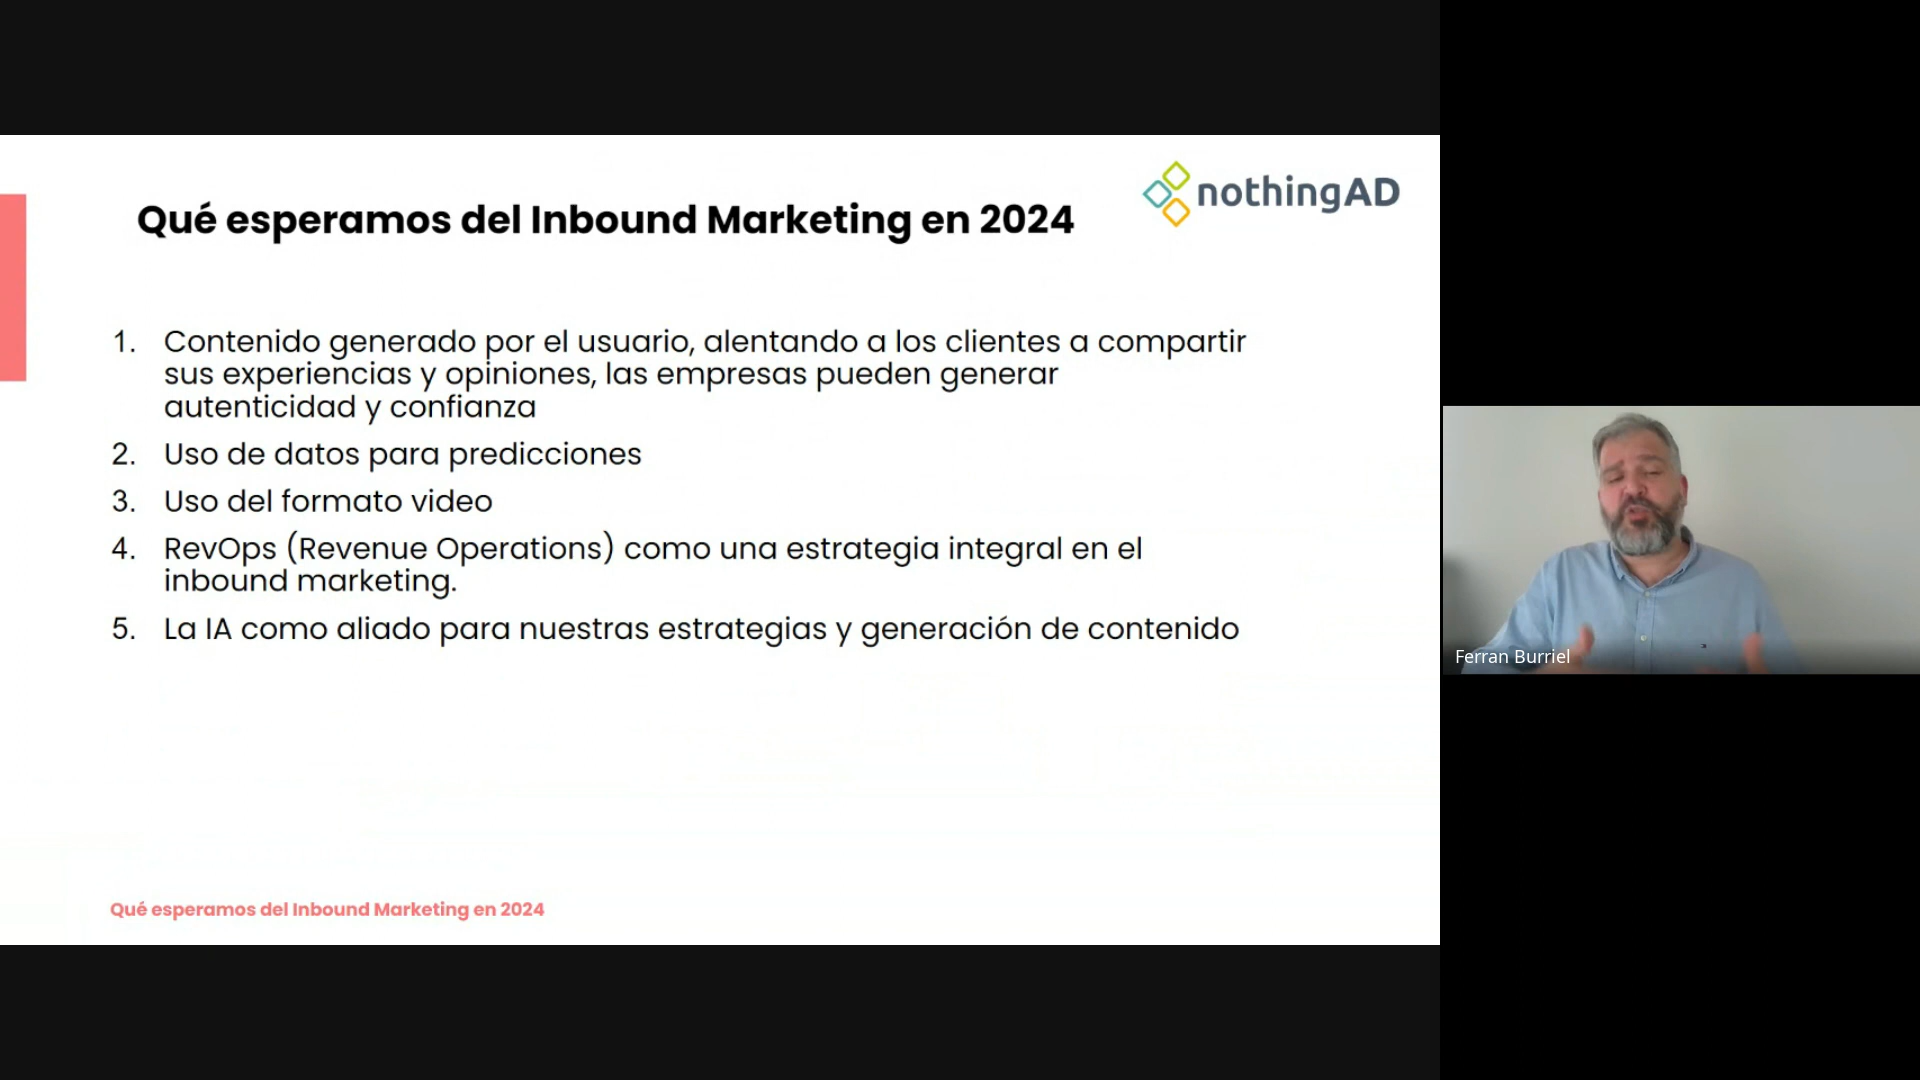 nothingAD
Qué esperamos del Inbound Marketing en 2024
1. Contenido generado por el usuario, alentando a los clientes a compartir
sus experiencias y opiniones, las empresas pueden generar
autenticidad y confianza
2. Uso de datos para predicciones
3. Uso del formato video
4. RevOps (Revenue Operations) como una estrategia integral en el
inbound marketing.
5. La IA como aliado para nuestras estrategias y generación de contenido
Ferran Burriel
Qué esperamos del Inbound Marketing en 2024